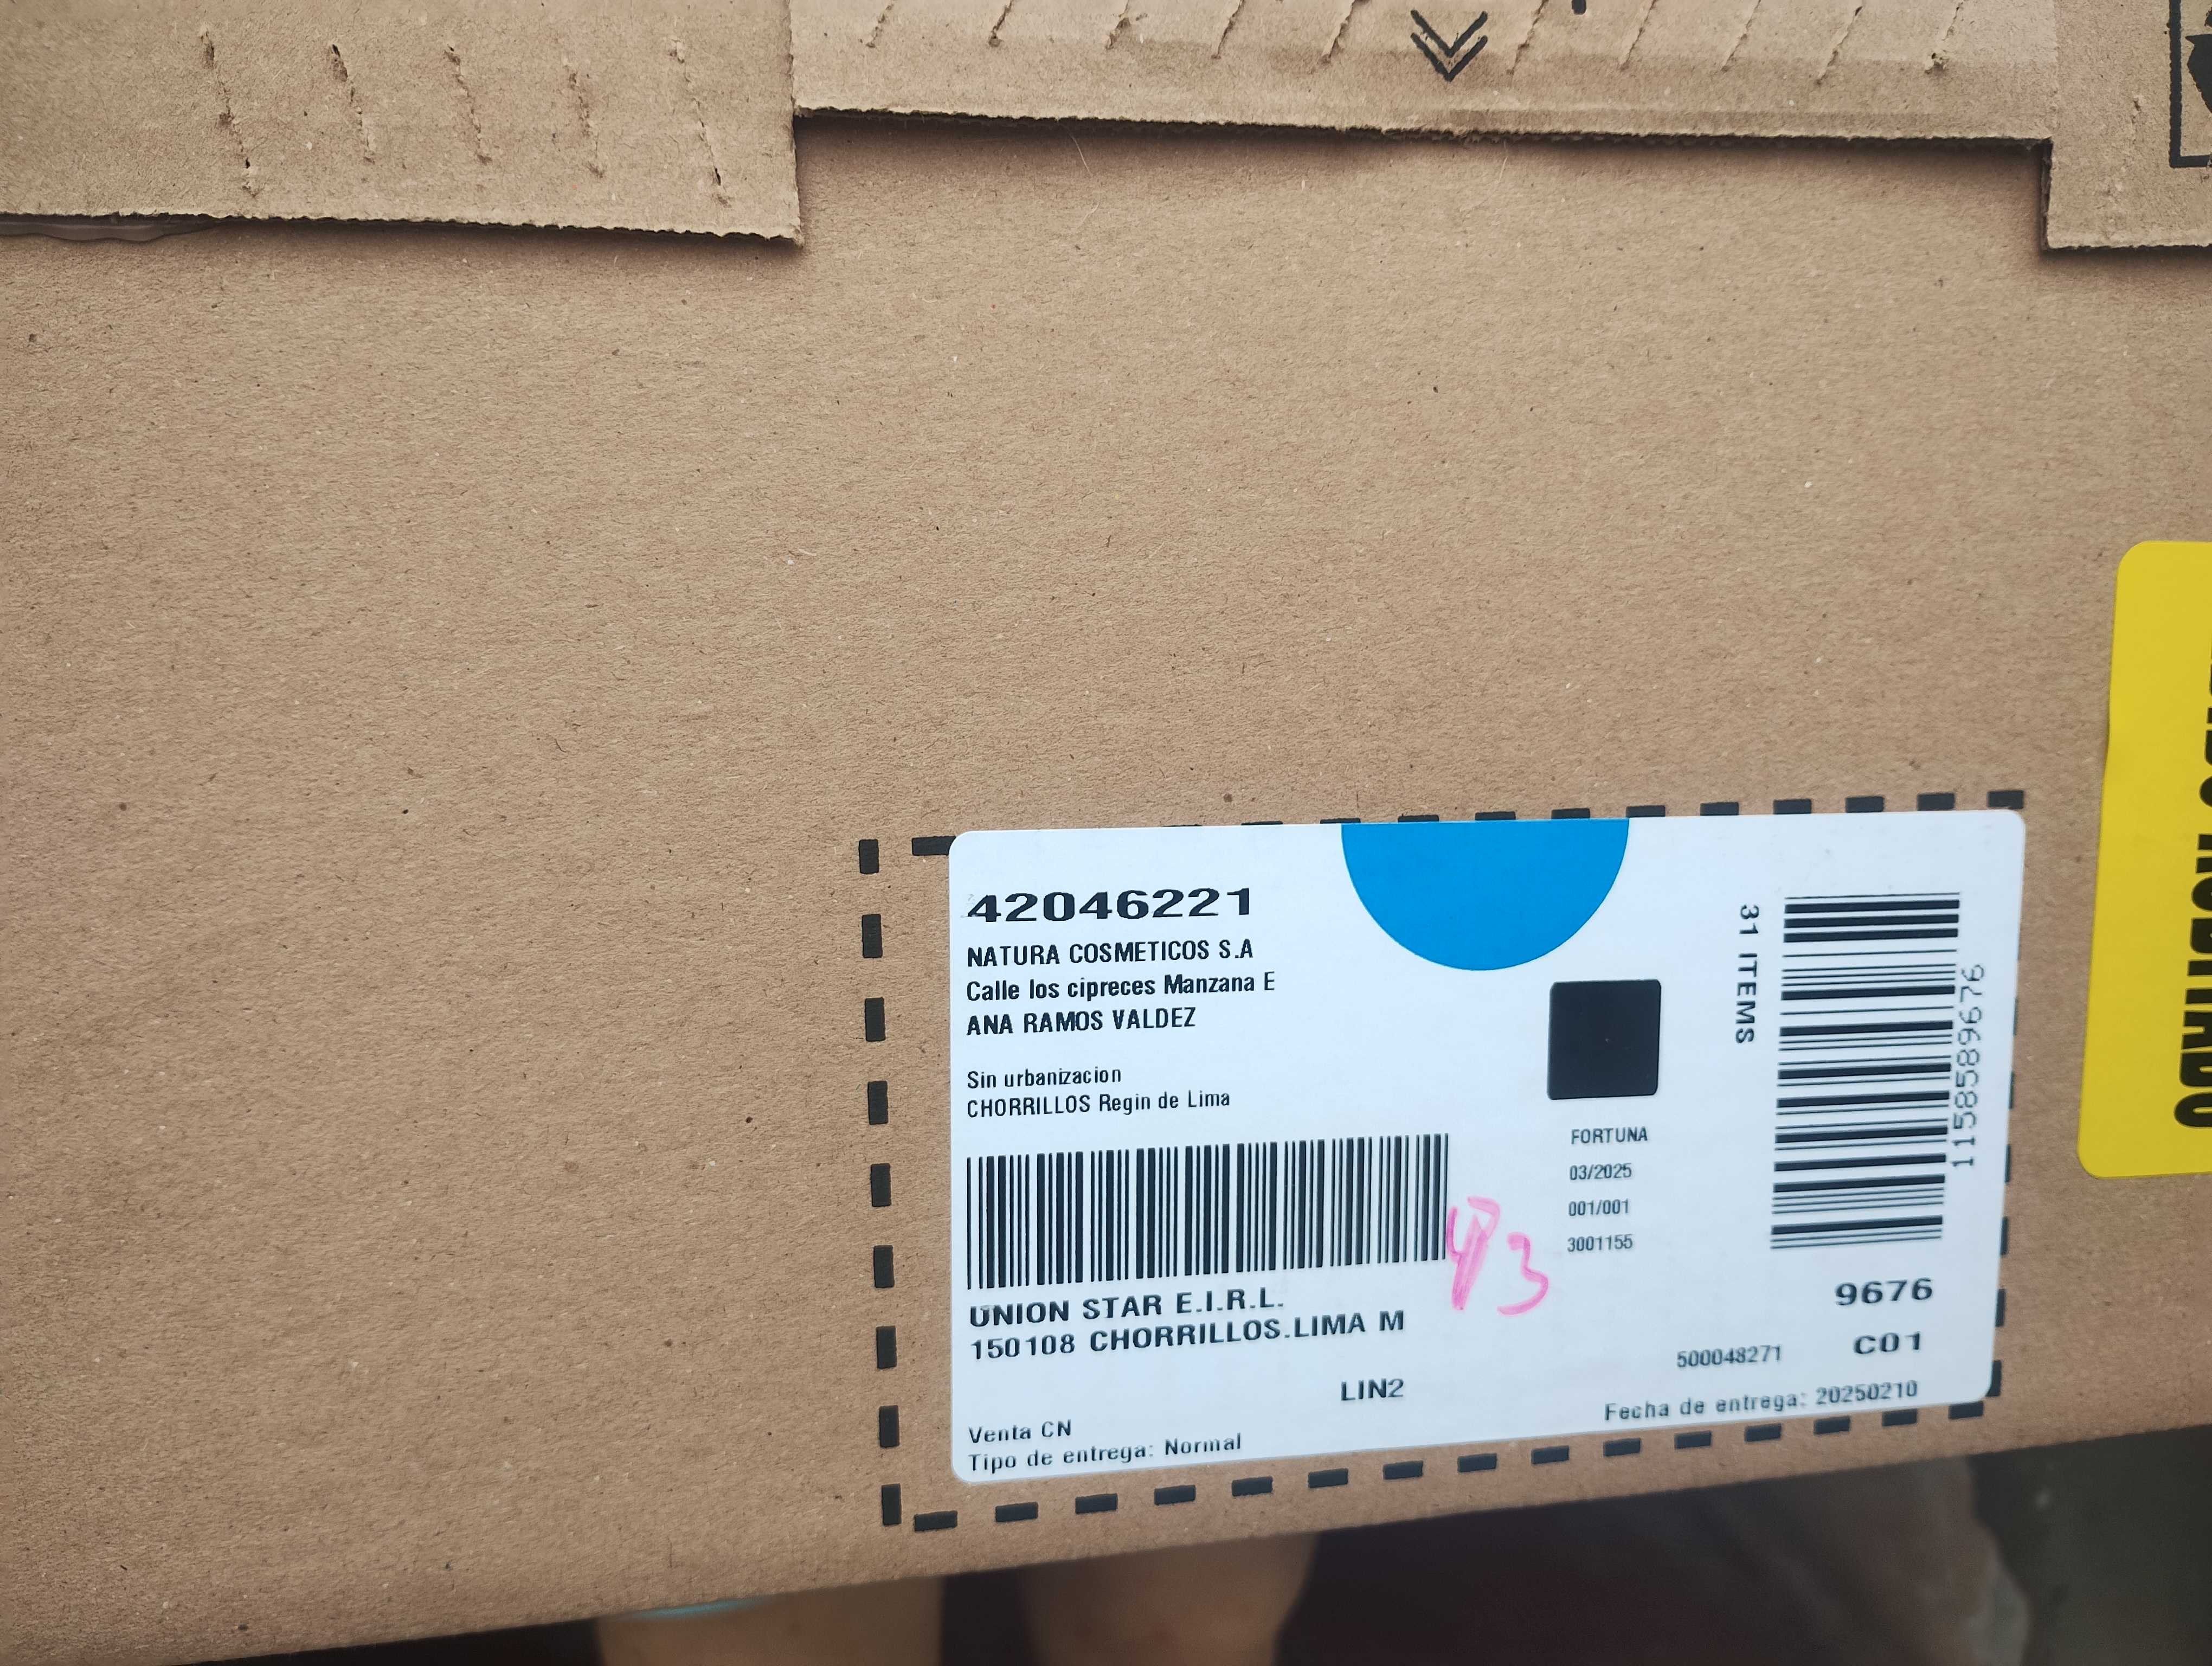 42046221
NATURA COSMETICOS S.A
Calle los cipreces Manzana E
ANA RAMOS VALDEZ
Sin urbanizacion
CHORRILLOS Regin de Lima
UNION STAR E.I.R.L.
150108 CHORRILLOS.LIMA M
LIN2
Venta CN
Tipo de entrega: Normal
FORTUNA
03/2025
001/001
3001155
31 ITEMS
1158589676
9676
500048271 C01
Fecha de entrega: 20250210